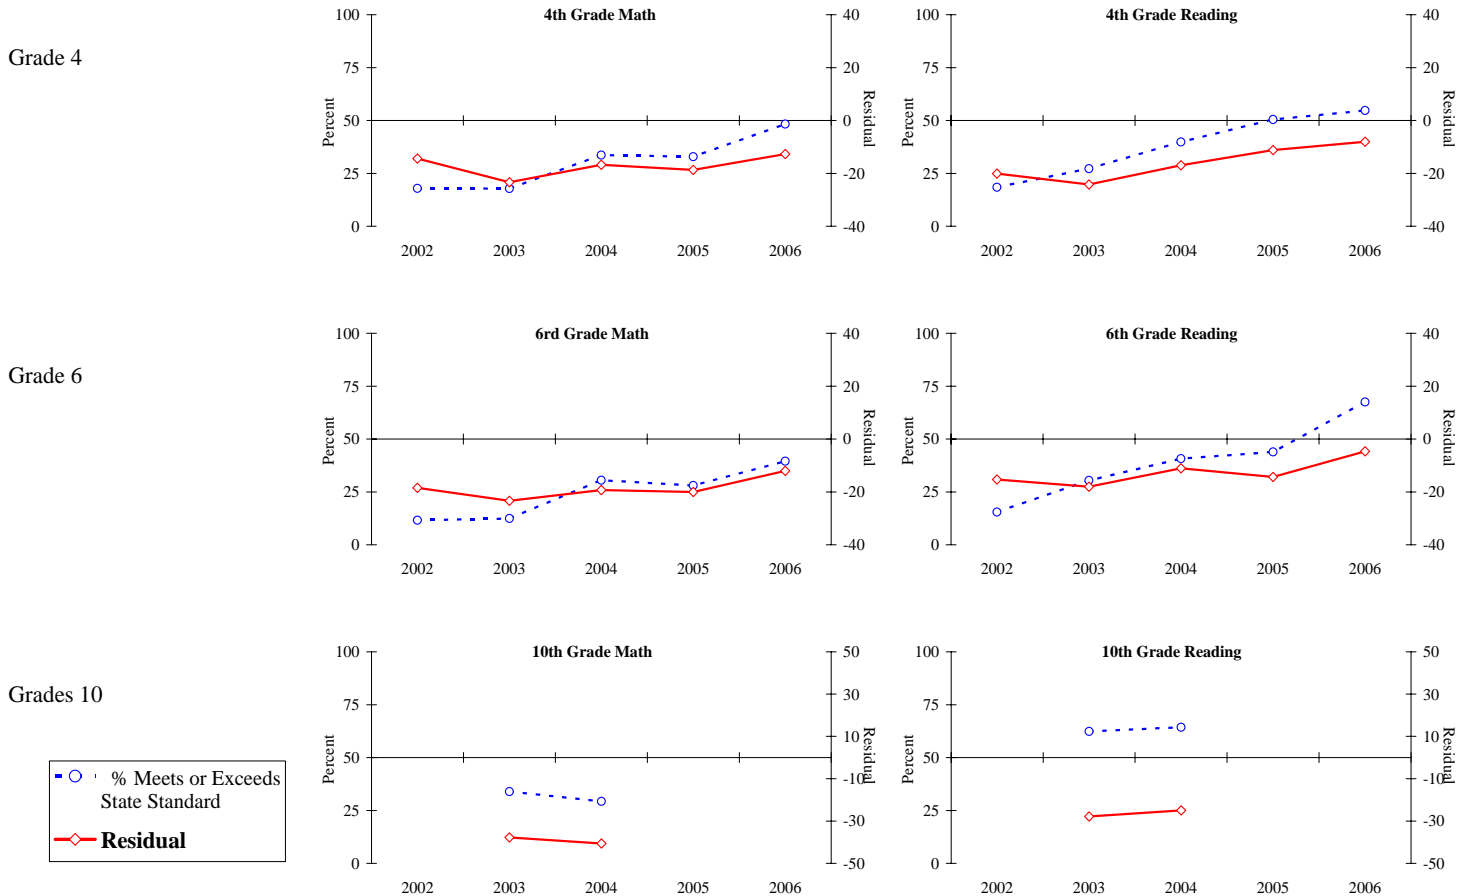 Grade 4
4th Grade Math
100
75
50
25
0
Percent
40
20
0
-20
-40
Residual
2002 2003 2004 2005 2006
4th Grade Reading
100
75
50
25
0
Percent
40
20
0
-20
-40
Residual
2002 2003 2004 2005 2006
Grade 6
6rd Grade Math
100
75
50
25
0
Percent
40
20
0
-20
-40
Residual
2002 2003 2004 2005 2006
6th Grade Reading
100
75
50
25
0
Percent
40
20
0
-20
-40
Residual
2002 2003 2004 2005 2006
Grades 10
10th Grade Math
100
75
50
25
0
Percent
50
30
10
-10
-30
-50
Residual
2002 2003 2004 2005 2006
10th Grade Reading
100
75
50
25
0
Percent
50
30
10
-10
-30
-50
Residual
2002 2003 2004 2005 2006
% Meets or Exceeds
State Standard
Residual